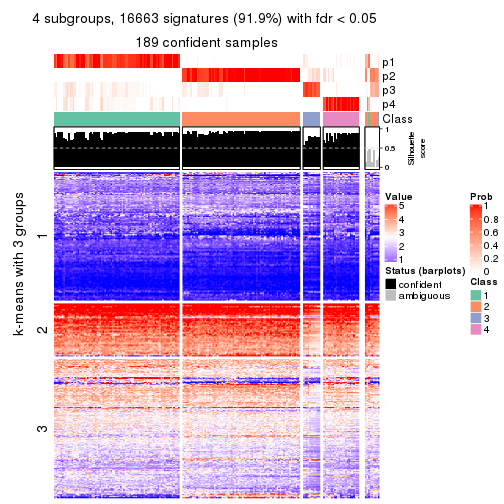 4 subgroups, 16663 signatures (91.9%) with fdr < 0.05
189 confident samples
p1
p2
p3
p4
Class
1
0.5
0
Silhouette
score
k-means with 3 groups
1
2
3
Value
5
4
3
2
1
Status (barplots)
confident
ambiguous
Prob
1
0.8
0.6
0.4
0.2
0
Class
1
2
3
4